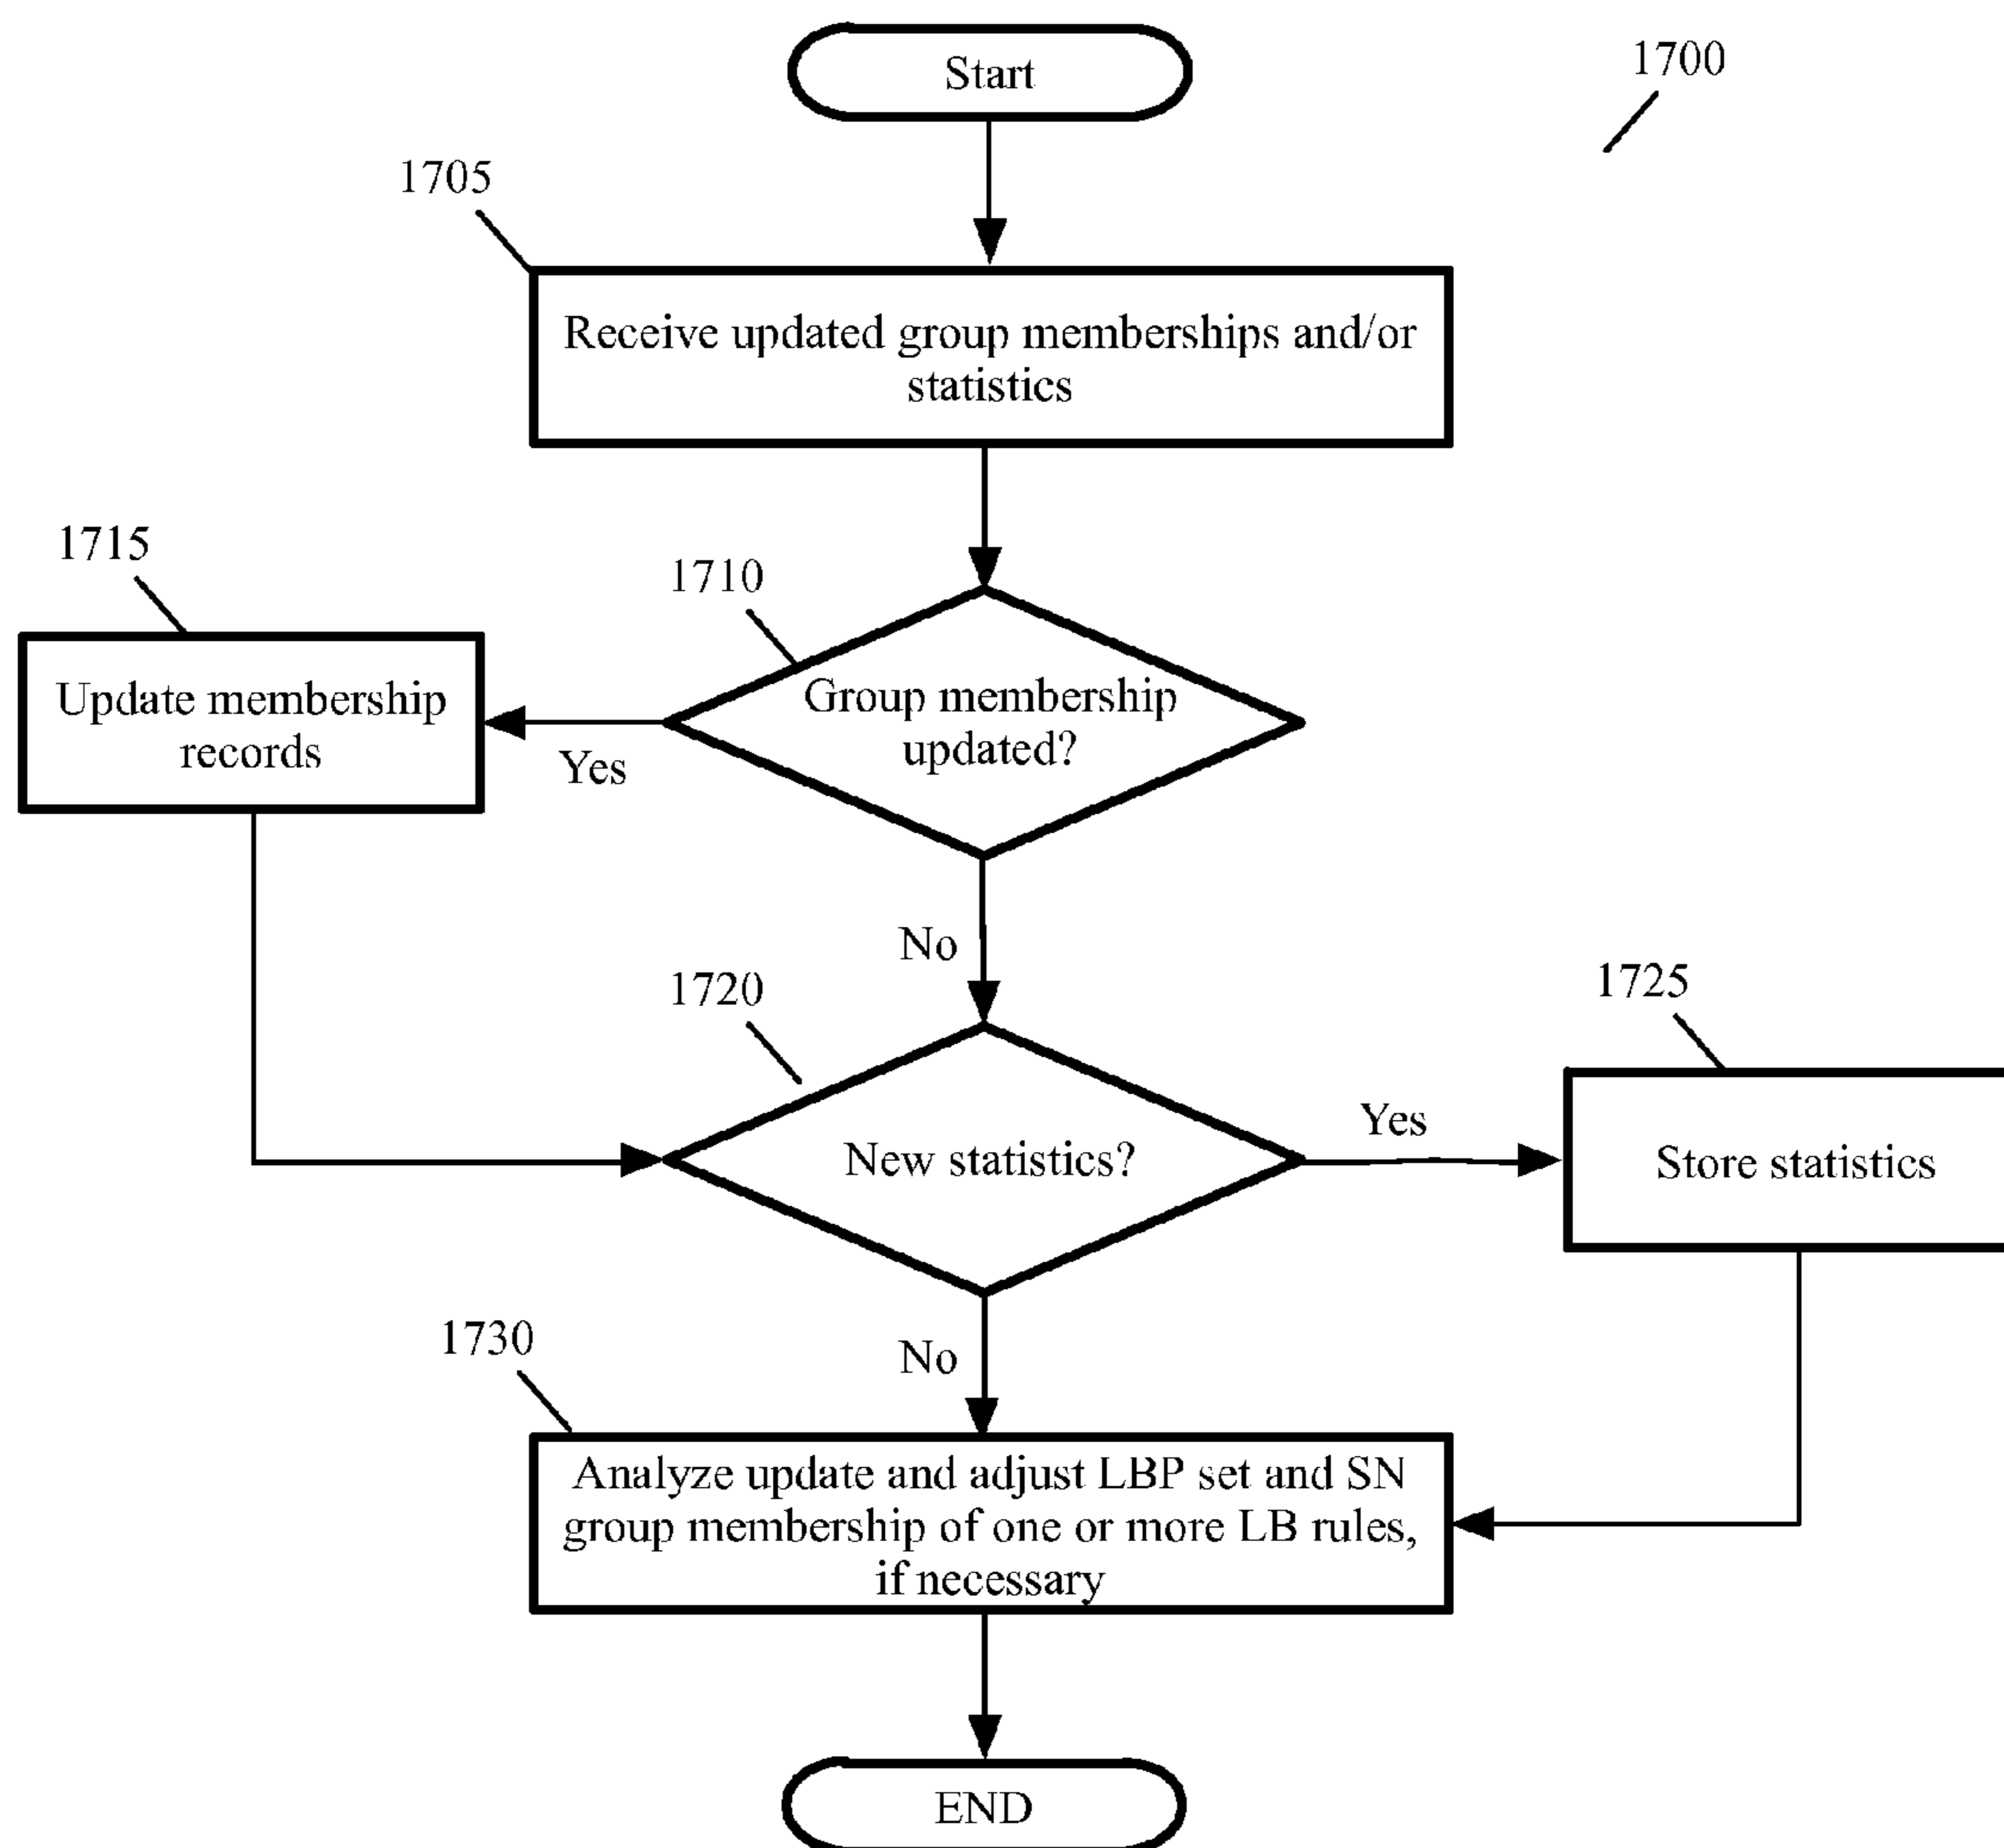 Start
1700
1705
Receive updated group memberships and/or
statistics
1715
1710
Update membership
records
Yes
Group membership
updated?
No
1720
1725
New statistics?
Yes
Store statistics
1730
No
Analyze update and adjust LBP set and SN
group membership of one or more LB rules,
if necessary
END